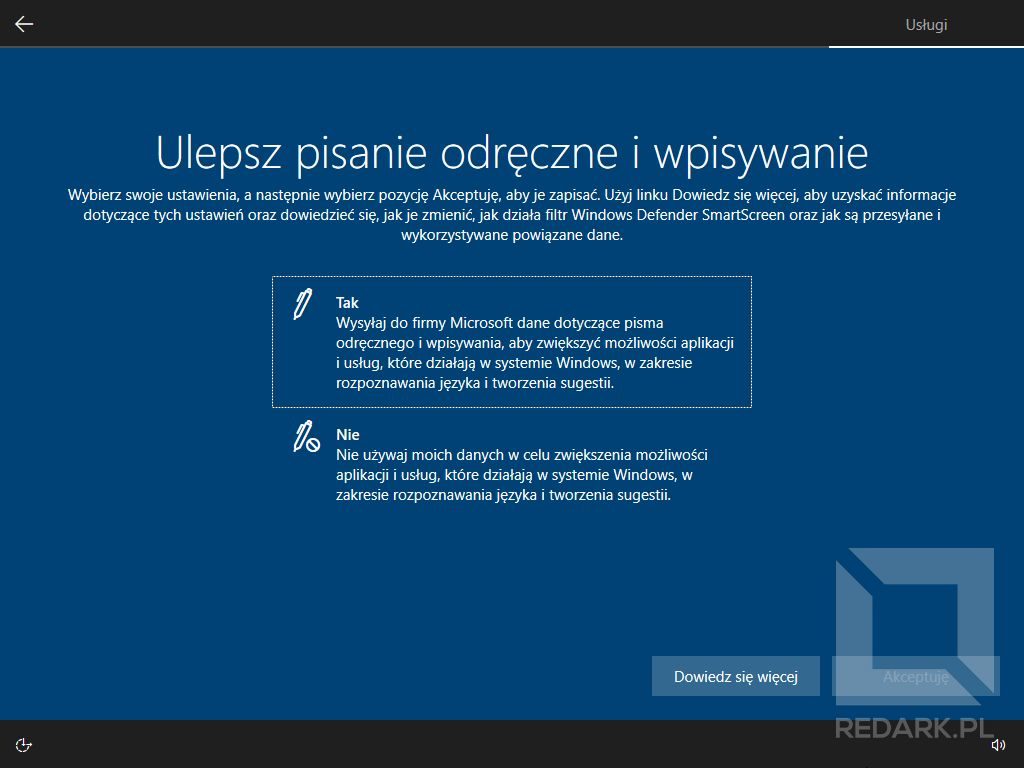 Usługi
Ulepsz pisanie odręczne i wpisywanie
Wybierz swoje ustawienia, a następnie wybierz pozycję Akceptuję, aby je zapisać. Użyj linku Dowiedz się więcej, aby uzyskać informacje
dotyczące tych ustawień oraz dowiedzieć się, jak je zmienić, jak działa filtr Windows Defender SmartScreen oraz jak są przesyłane i
wykorzystywane powiązane dane.
Tak
Wysyłaj do firmy Microsoft dane dotyczące pisma
odręcznego i wpisywania, aby zwiększyć możliwości aplikacji
i usług, które działają w systemie Windows, w zakresie
rozpoznawania języka i tworzenia sugestii.
Nie
Nie używaj moich danych w celu zwiększenia możliwości
aplikacji i usług, które działają w systemie Windows, w
zakresie rozpoznawania języka i tworzenia sugestii.
Dowiedz się więcej
Akceptuję
REDARK.PL